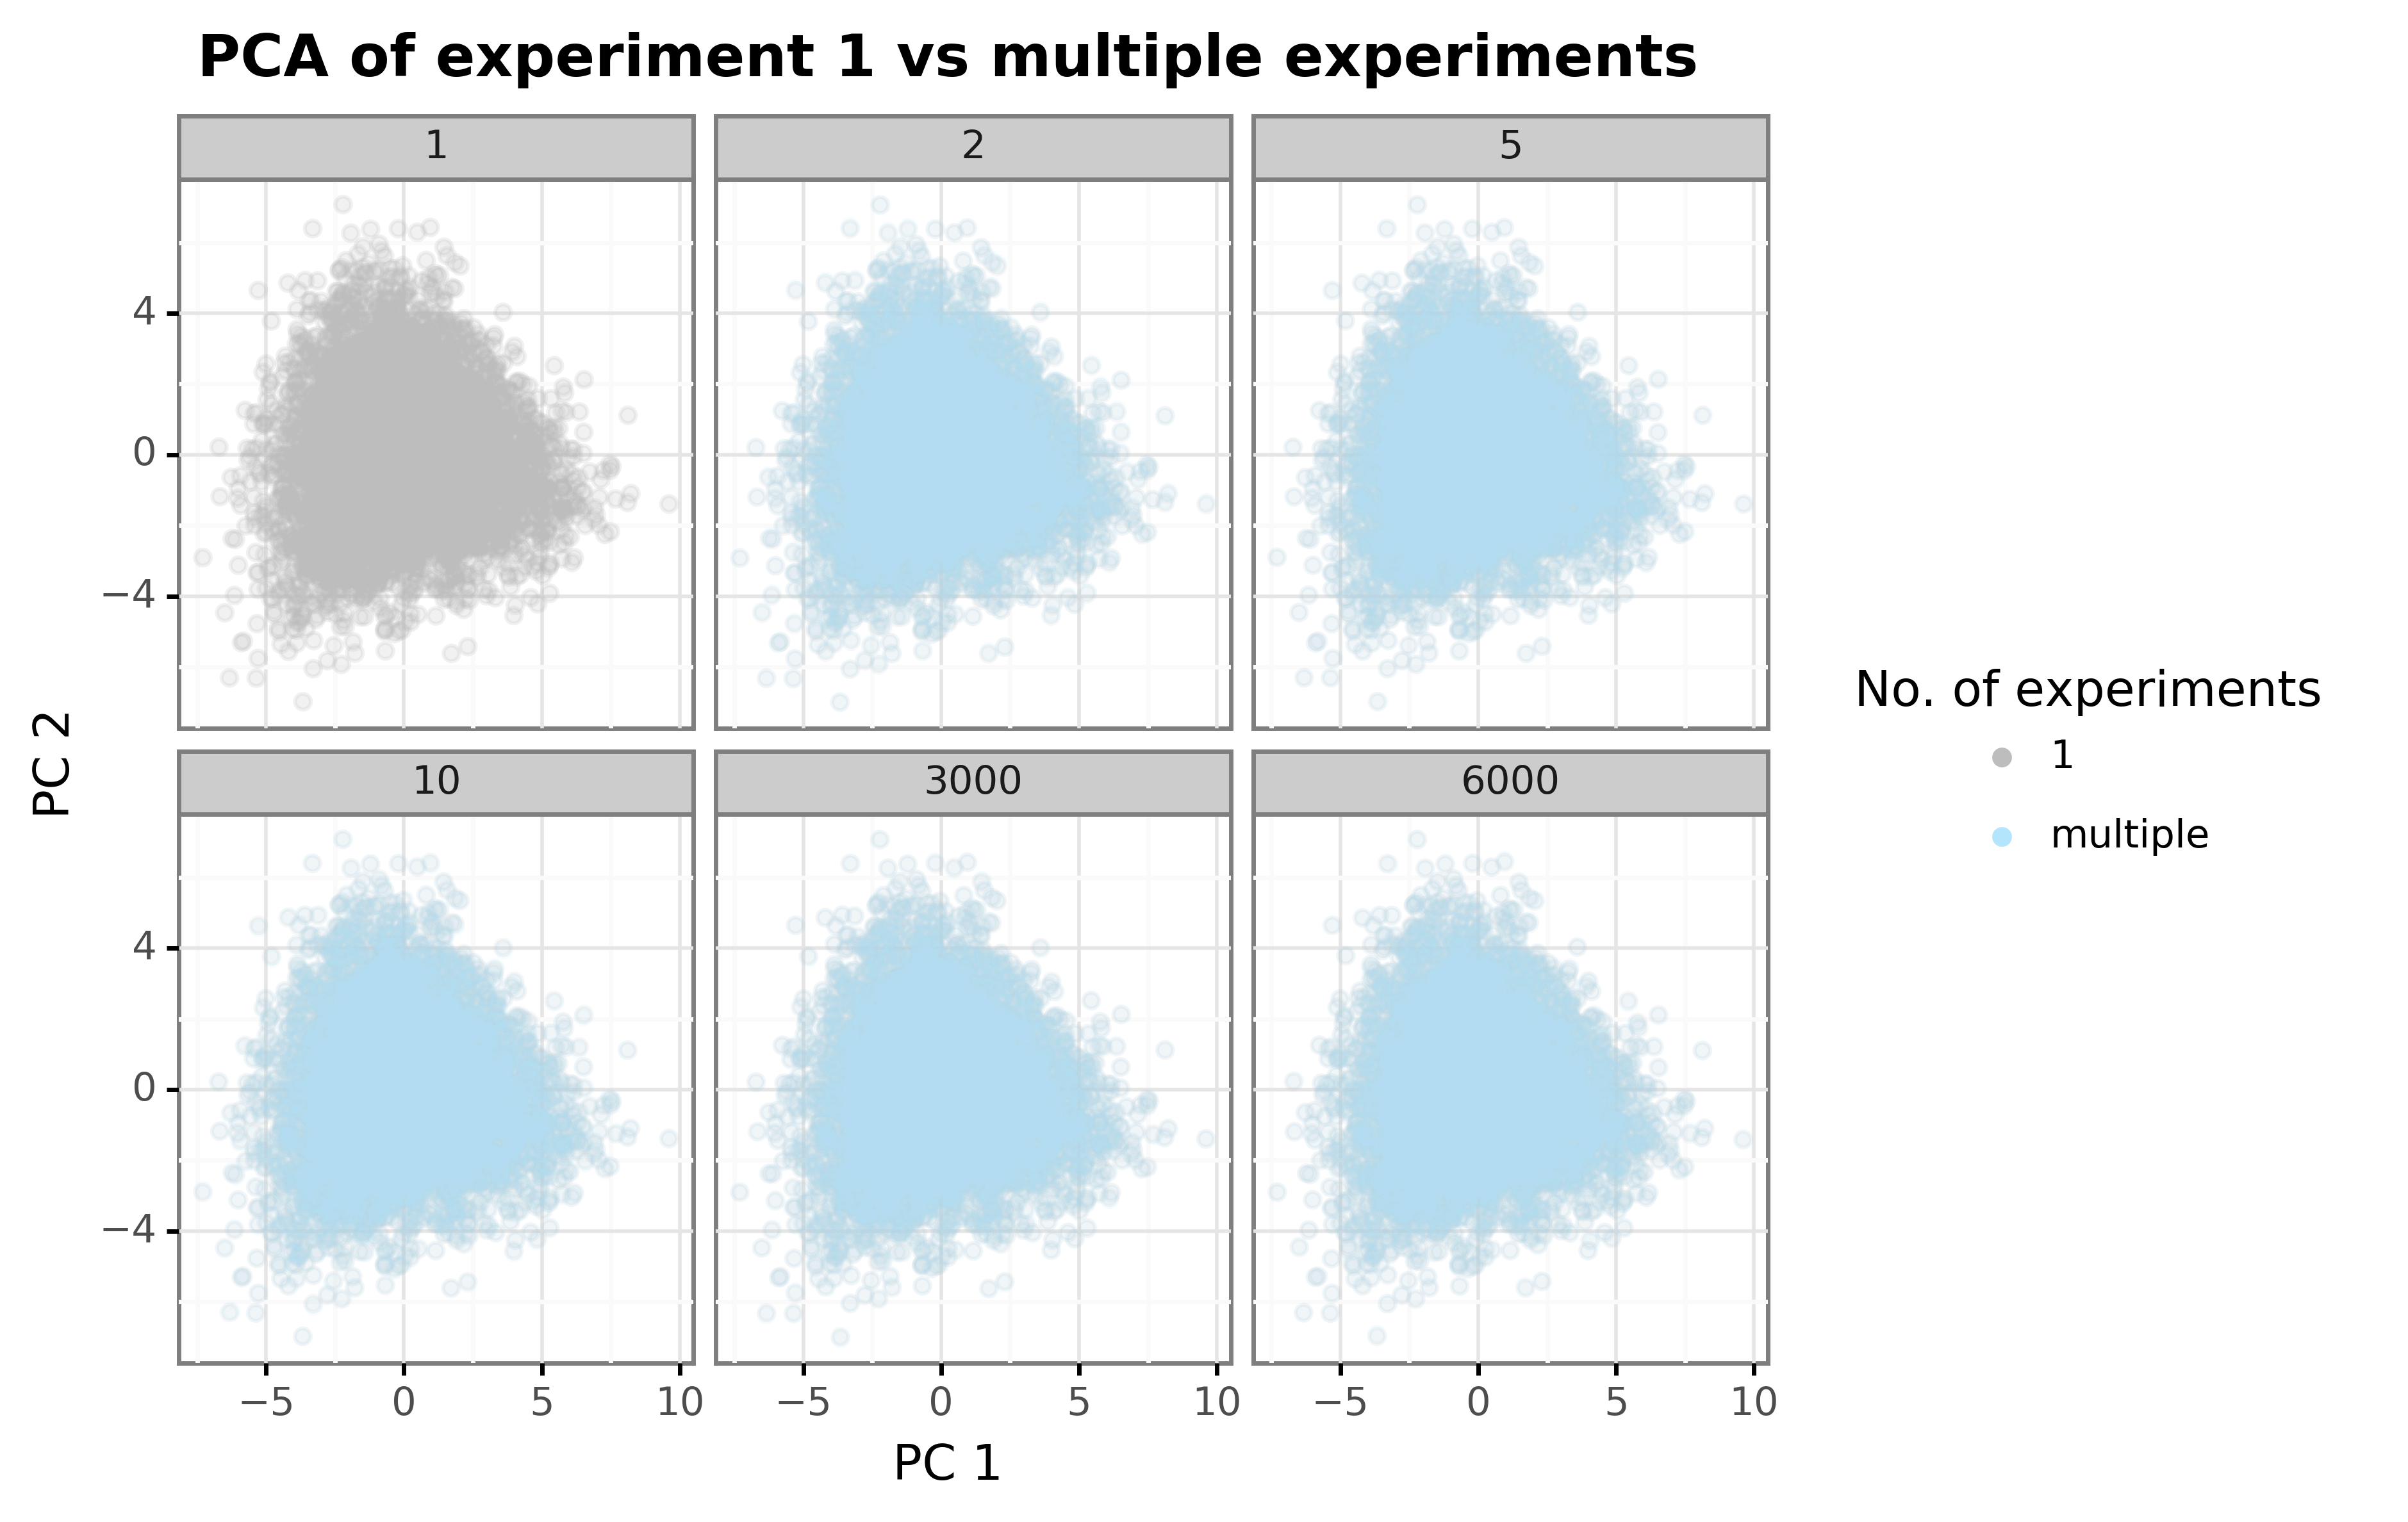 PCA of experiment 1 vs multiple experiments
1 2 5
4
0
−4
PC 2
10 3000 6000
4
0
−4
−5 0 5 10 −5 0 5 10 −5 0 5 10
PC 1
No. of experiments
1
multiple